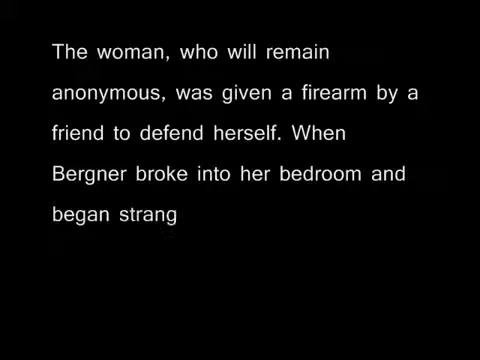 The woman, who will remain
anonymous, was given a firearm by a
friend to defend herself. When
Bergner broke into her bedroom and
began strang